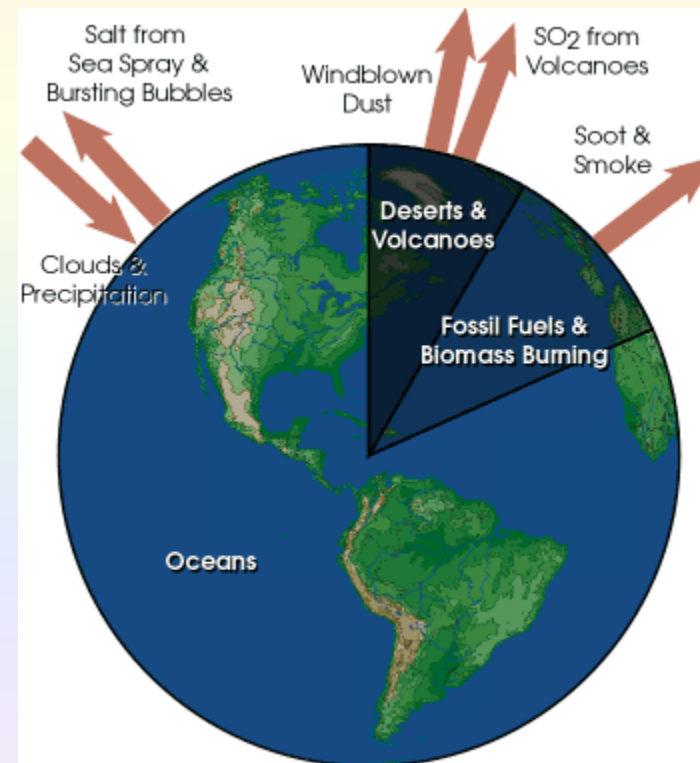 Salt from
Sea Spray &
Bursting Bubbles
Windblown
Dust
SO2 from
Volcanoes
Soot &
Smoke
Clouds &
Precipitation
Deserts &
Volcanoes
Fossil Fuels &
Biomass Burning
Oceans